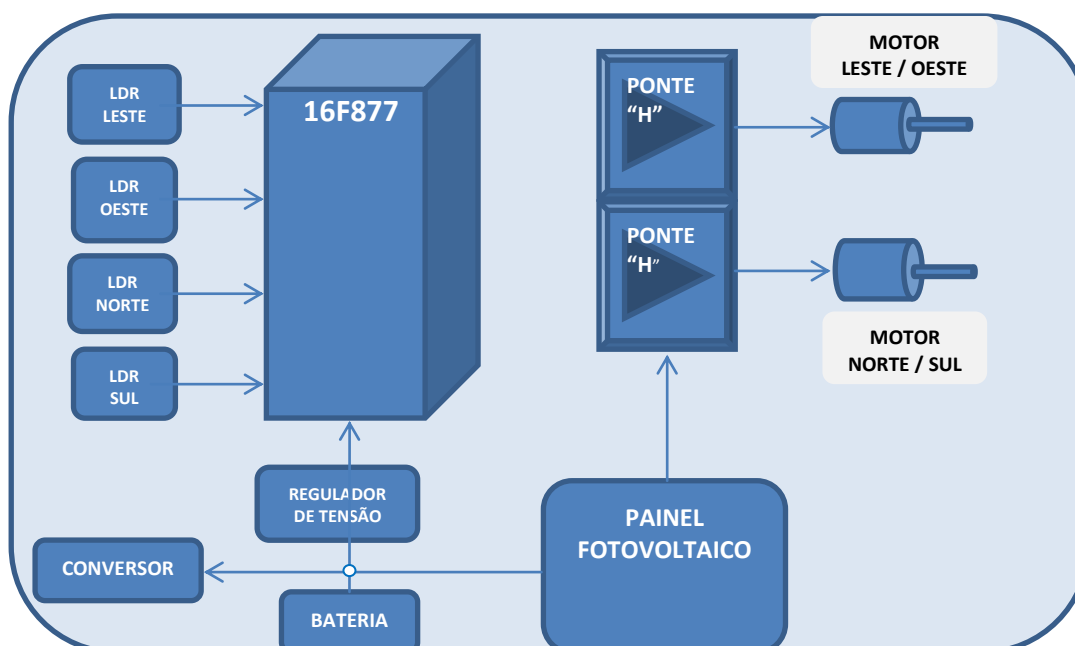 LDR
LESTE
LDR
OESTE
LDR
NORTE
LDR
SUL
16F877
PONTE
“H”
PONTE
“H”
MOTOR
LESTE / OESTE
MOTOR
NORTE / SUL
REGULADOR
DE TENSÃO
CONVERSOR
BATERIA
PAINEL
FOTOVOLTAICO